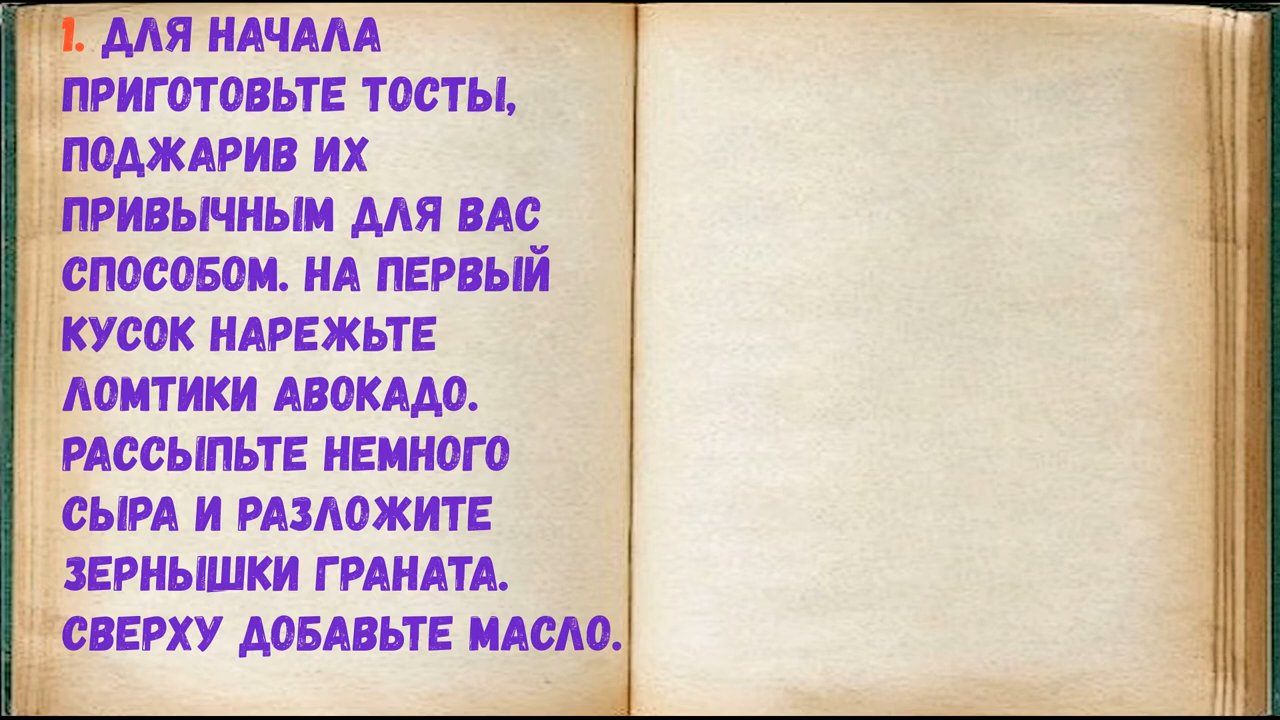 1. ДЛЯ НАЧАЛА
ПРИГОТОВЬТЕ ТОСТЫ,
ПОДЖАРИВ ИХ
ПРИВЫЧНЫМ ДЛЯ ВАС
СПОСОБОМ. НА ПЕРВЫЙ
КУСОК НАРЕЖЬТЕ
ЛОМТИКИ АВОКАДО.
РАССЫПЬТЕ НЕМНОГО
СЫРА И РАЗЛОЖИТЕ
ЗЕРНЫШКИ ГРАНАТА.
СВЕРХУ ДОБАВЬТЕ МАСЛО.